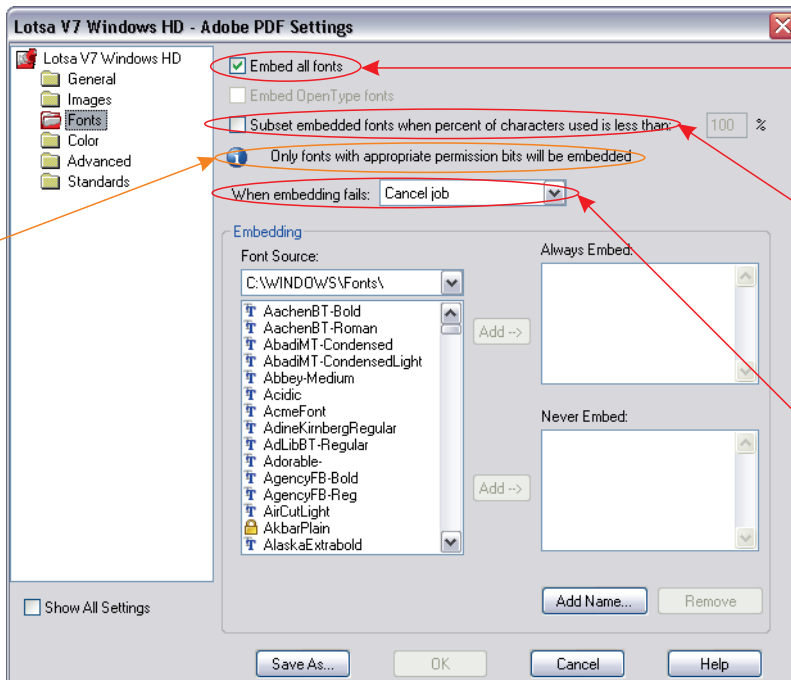 Lotsa V7 Windows HD - Adobe PDF Settings
Lotsa V7 Windows HD
General
Images
Fonts
Color
Advanced
Standards
Show All Settings
Embed all fonts
Embed OpenType fonts
Subset embedded fonts when percent of characters used is less than: 100 %
Only fonts with appropriate permission bits will be embedded
When embedding fails: Cancel job
Embedding
Font Source:
C:\WINDOWS\Fonts\
AachenBT-Bold
AachenBT-Roman
AbadiMT-Condensed
AbadiMT-CondensedLight
Abbey-Medium
Acidic
AcmeFont
AdineKirnbergRegular
AdLibBT-Regular
Adorable-
AgencyFB-Bold
AgencyFB-Reg
AirCutLight
AkbarPlain
AlaskaExtrabold
Add -->
Always Embed:
Add -->
Never Embed:
Add Name...
Remove
Save As...
OK
Cancel
Help